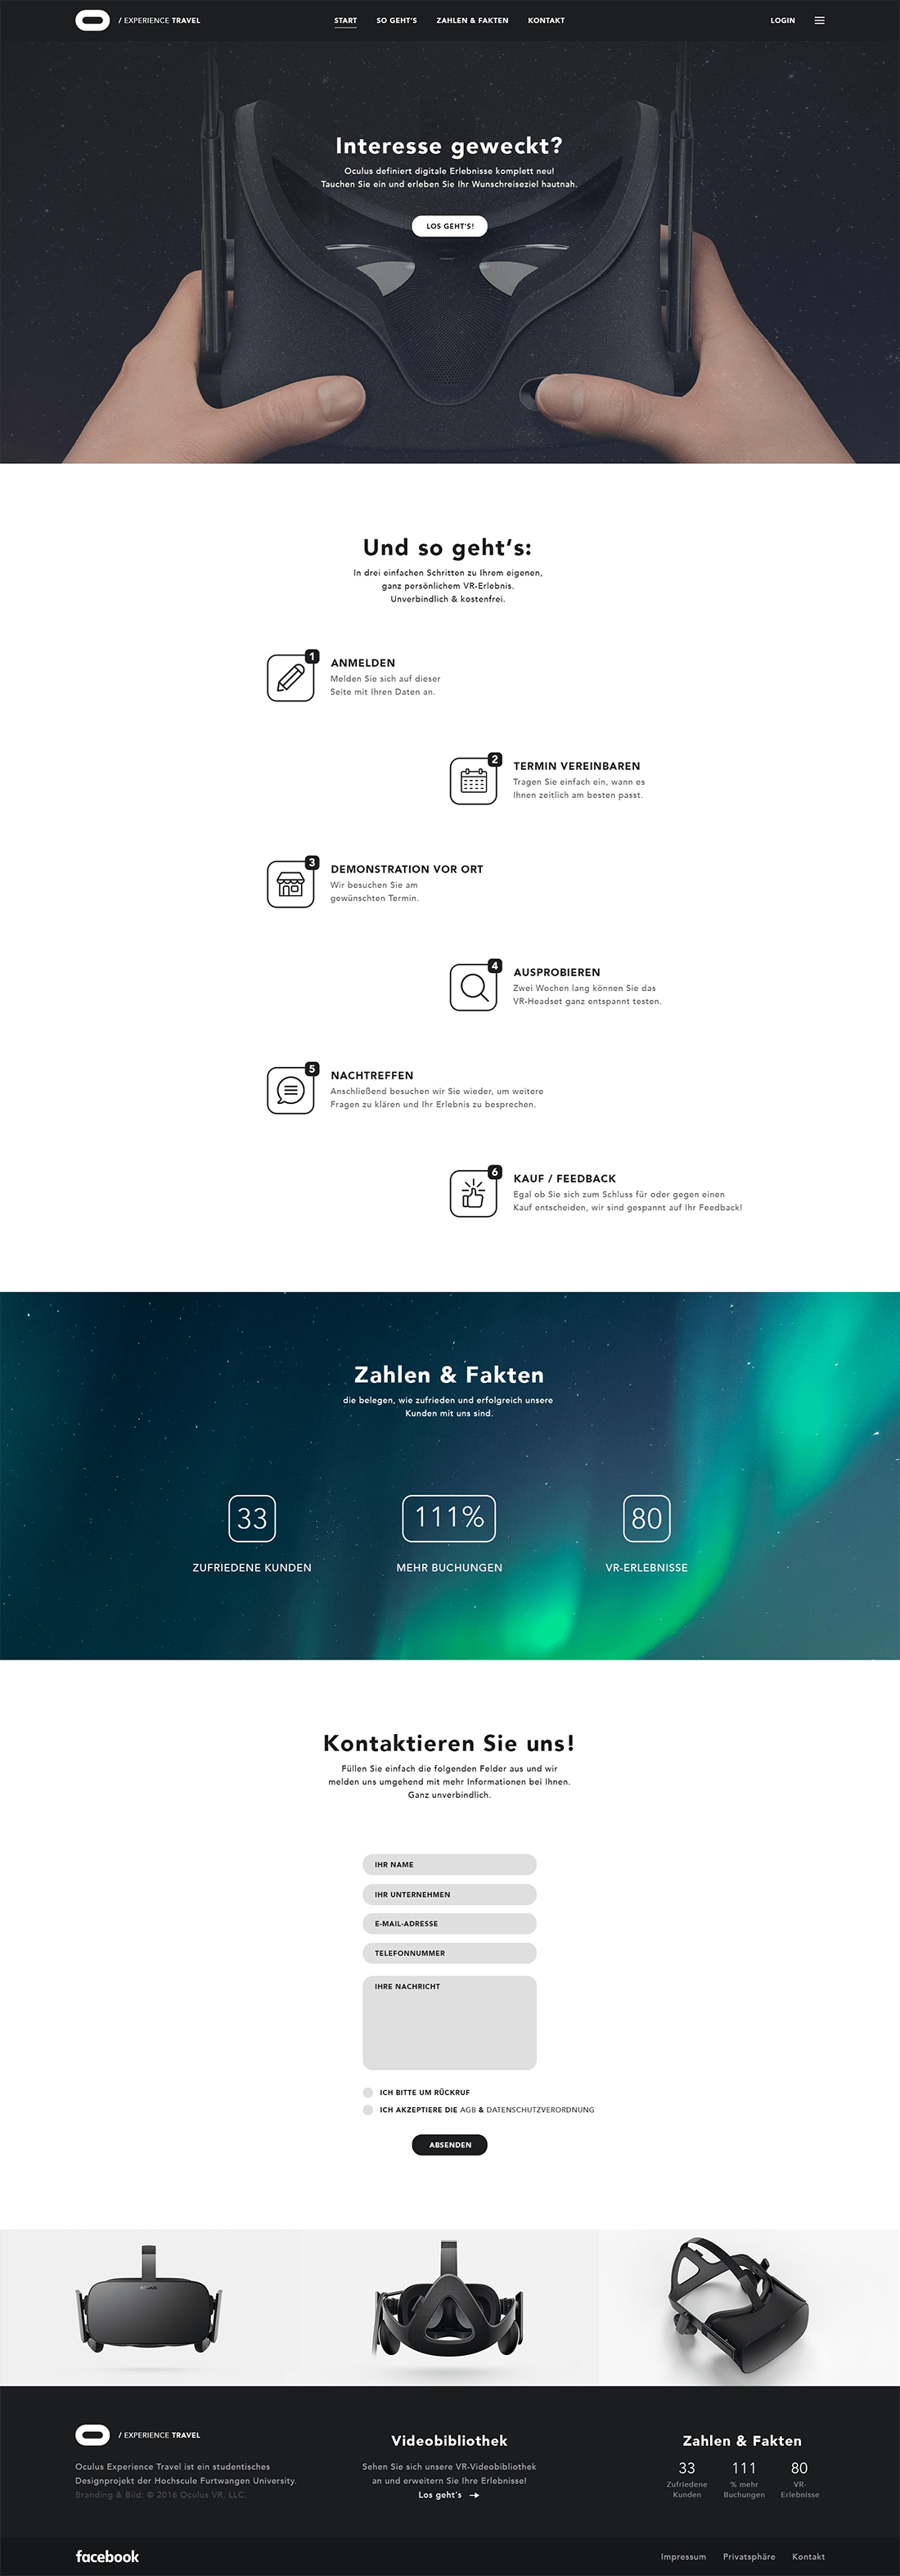 / EXPERIENCE TRAVEL
START SO GEHT'S ZAHLEN & FAKTEN KONTAKT
LOGIN
Interesse geweckt?
Oculus definiert digitale Erlebnisse komplett neu!
Tauchen Sie ein und erleben Sie Ihr Wunschreiseziel hautnah.
LOS GEHT'S!
Und so geht's:
In drei einfachen Schritten zu Ihrem eigenen,
ganz persönlichem VR-Erlebnis.
Unverbindlich & kostenfrei.
1
ANMELDEN
Melden Sie sich auf dieser
Seite mit Ihren Daten an.
2
TERMIN VEREINBAREN
Tragen Sie einfach ein, wann es
Ihnen zeitlich am besten passt.
3
DEMONSTRATION VOR ORT
Wir besuchen Sie am
gewünschten Termin.
4
AUSPROBIEREN
Zwei Wochen lang können Sie das
VR-Headset ganz entspannt testen.
5
NACHTREFFEN
Anschließend besuchen wir Sie wieder, um weitere
Fragen zu klären und Ihr Erlebnis zu besprechen.
6
KAUF / FEEDBACK
Egal ob Sie sich zum Schluss für oder gegen einen
Kauf entscheiden, wir sind gespannt auf Ihr Feedback!
Zahlen & Fakten
die belegen, wie zufrieden und erfolgreich unsere
Kunden mit uns sind.
33
ZUFRIEDENE KUNDEN
111%
MEHR BUCHUNGEN
80
VR-ERLEBNISSE
Kontaktieren Sie uns!
Füllen Sie einfach die folgenden Felder aus und wir
melden uns umgehend mit mehr Informationen bei Ihnen.
Ganz unverbindlich.
IHR NAME
IHR UNTERNEHMEN
E-MAIL-ADRESSE
TELEFONNUMMER
IHRE NACHRICHT
ICH BITTE UM RÜCKRUF
ICH AKZEPTIERE DIE AGB & DATENSCHUTZVERORDNUNG
ABSENDEN
oculus
/ EXPERIENCE TRAVEL
Oculus Experience Travel ist ein studentisches
Designprojekt der Hochscule Furtwangen University.
Branding & Bild: © 2016 Oculus VR, LLC.
Videobibliothek
Sehen Sie sich unsere VR-Videobibliothek
an und erweitern Sie Ihre Erlebnisse!
Los geht's →
Zahlen & Fakten
33
Zufriedene
Kunden
111
% mehr
Buchungen
80
VR-
Erlebnisse
facebook
Impressum Privatsphäre Kontakt